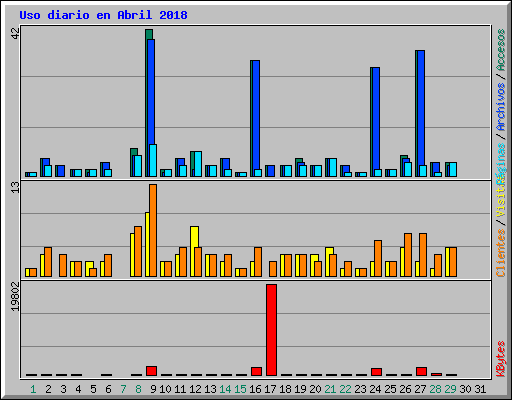 Uso diario en Abril 2018
42
13
19802
Clientes / Visitas
KBytes
Páginas / Archivos / Accesos
1 2 3 4 5 6 7 8 9 10 11 12 13 14 15 16 17 18 19 20 21 22 23 24 25 26 27 28 29 30 31